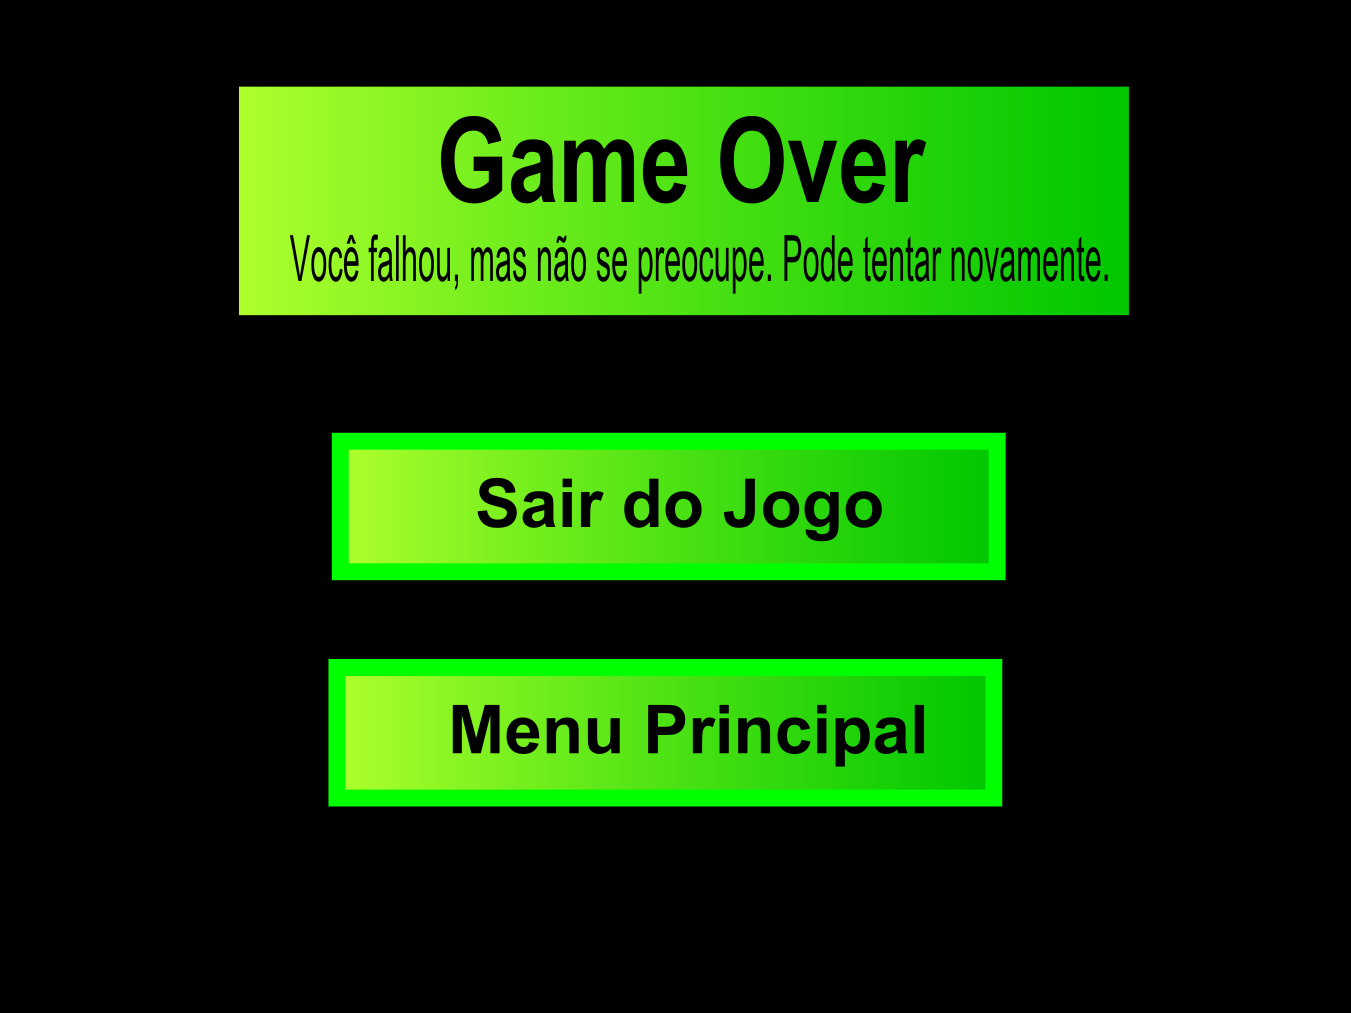 Game Over
Você falhou, mas não se preocupe. Pode tentar novamente.
Sair do Jogo
Menu Principal